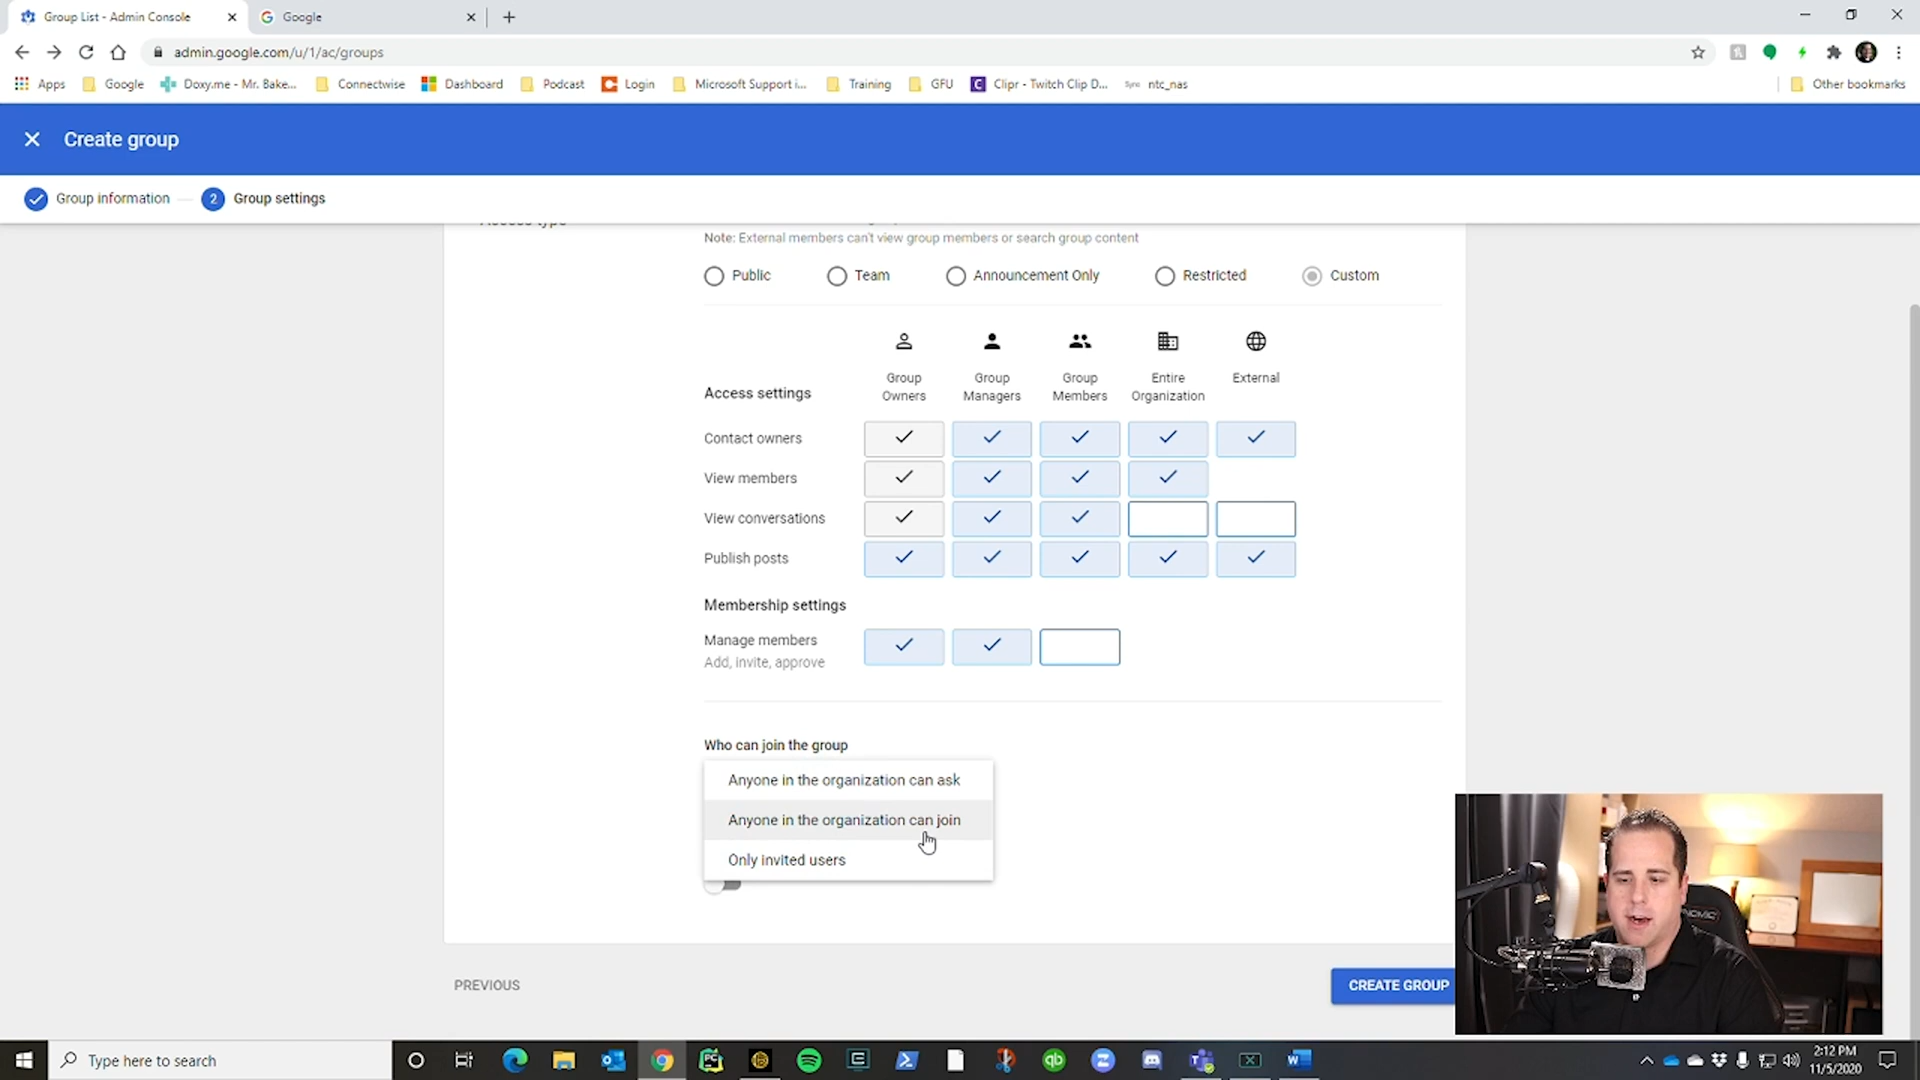 Group List - Admin Console
Google
admin.google.com/u/1/ac/groups
Apps
Google
Doxy.me - Mr. Bake...
Connectwise
Dashboard
Podcast
Login
Microsoft Support i...
Training
GFU
Clipr - Twitch Clip D...
Sync
ntc_nas
Other bookmarks
Create group
Group information
2
Group settings
Note: External members can't view group members or search group content
Public
Team
Announcement Only
Restricted
Custom
Access settings
Group Owners
Group Managers
Group Members
Entire Organization
External
Contact owners
View members
View conversations
Publish posts
Membership settings
Manage members
Add, invite, approve
Who can join the group
Anyone in the organization can ask
Anyone in the organization can join
Only invited users
PREVIOUS
CREATE GROUP
Type here to search
2:12 PM
11/5/2020